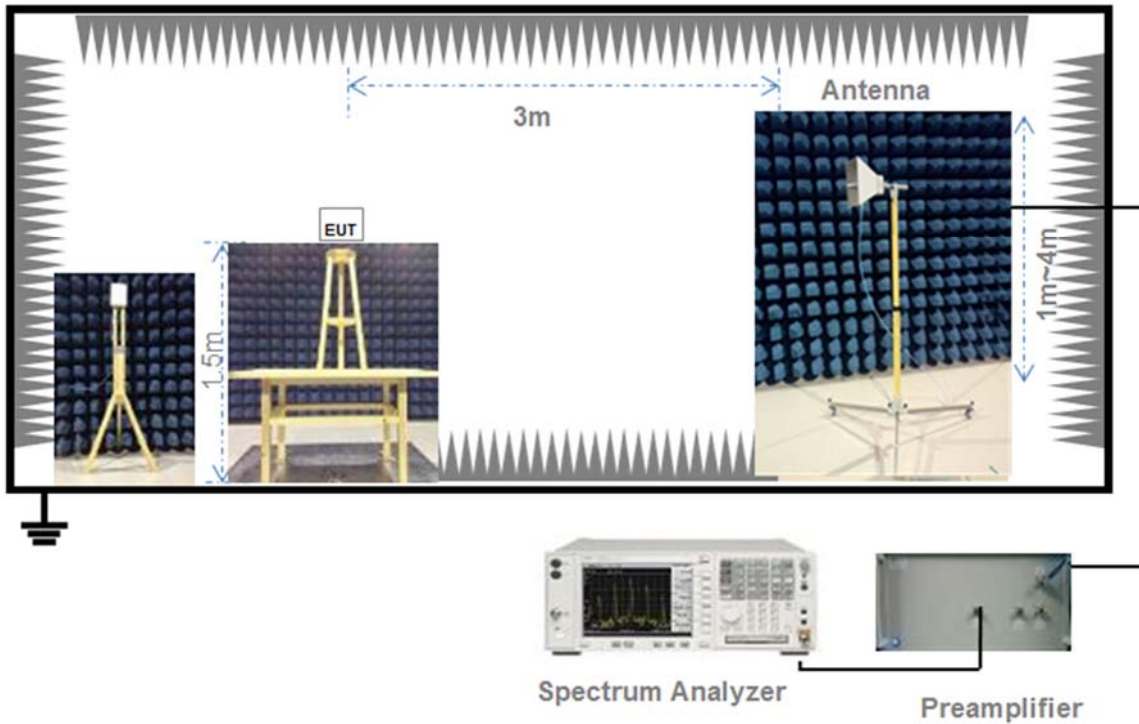 3m
Antenna
EUT
1.5m
1m~4m
Spectrum Analyzer
Preamplifier